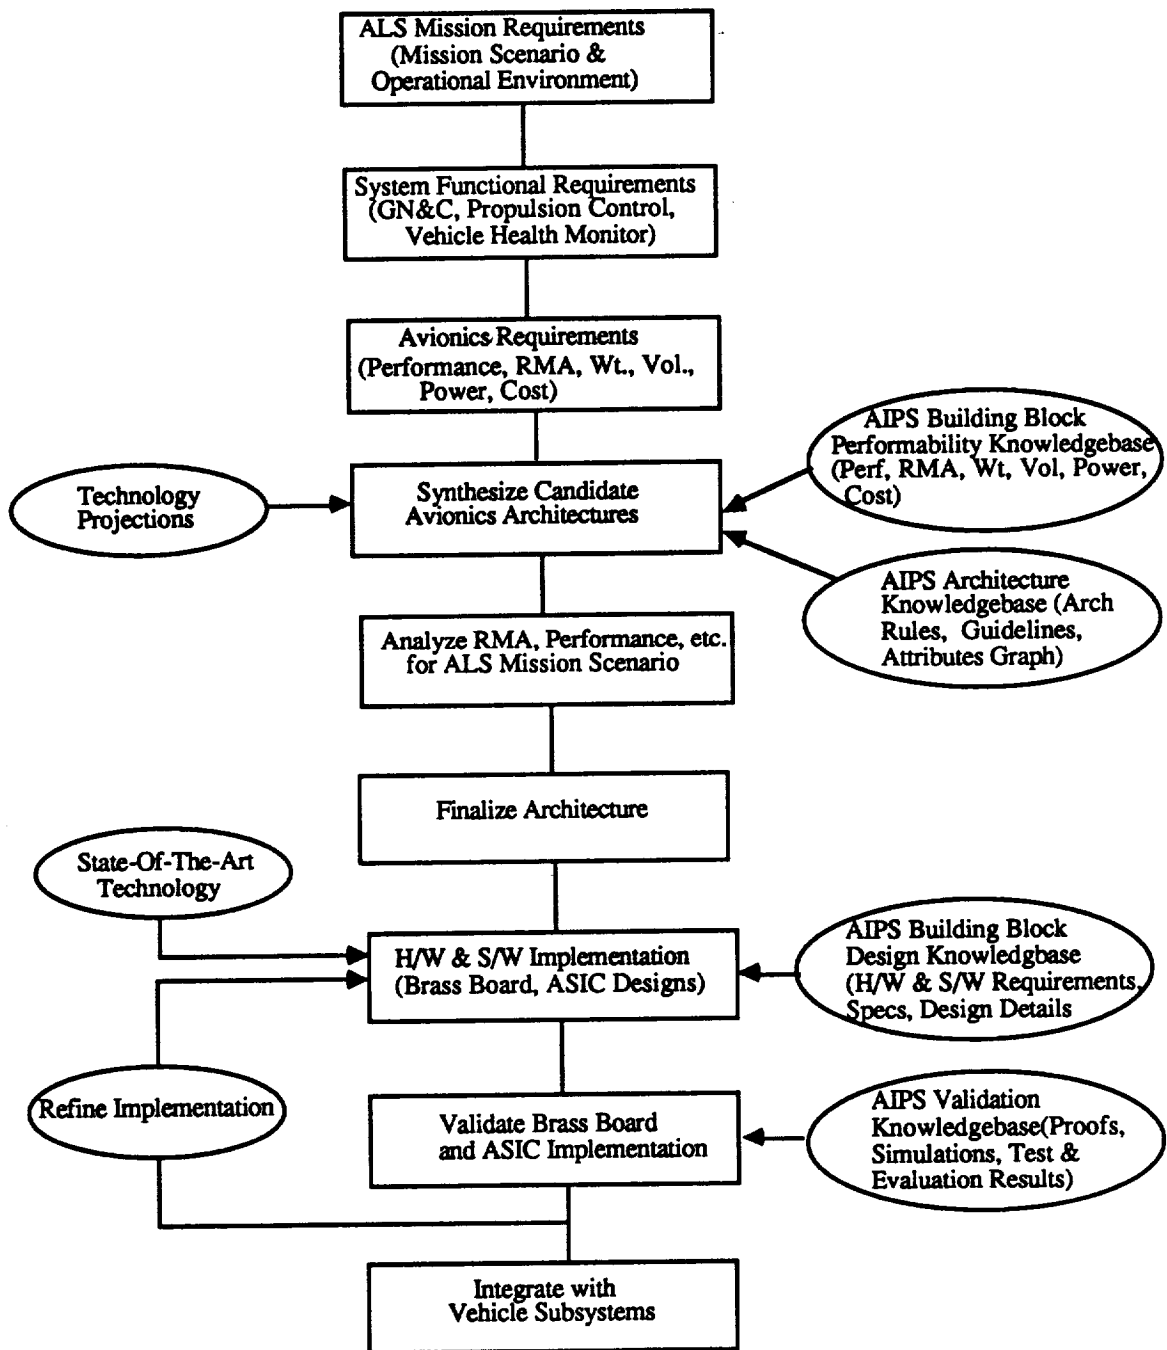 ALS Mission Requirements
(Mission Scenario &
Operational Environment)
System Functional Requirements
(GN&C, Propulsion Control,
Vehicle Health Monitor)
Avionics Requirements
(Performance, RMA, Wt., Vol.,
Power, Cost)
AIPS Building Block
Performability Knowledgebase
(Perf, RMA, Wt, Vol, Power,
Cost)
Technology
Projections
Synthesize Candidate
Avionics Architectures
AIPS Architecture
Knowledgebase (Arch
Rules, Guidelines,
Attributes Graph)
Analyze RMA, Performance, etc.
for ALS Mission Scenario
Finalize Architecture
State-Of-The-Art
Technology
H/W & S/W Implementation
(Brass Board, ASIC Designs)
AIPS Building Block
Design Knowledgbase
(H/W & S/W Requirements,
Specs, Design Details
Refine Implementation
Validate Brass Board
and ASIC Implementation
AIPS Validation
Knowledgebase(Proofs,
Simulations, Test &
Evaluation Results)
Integrate with
Vehicle Subsystems